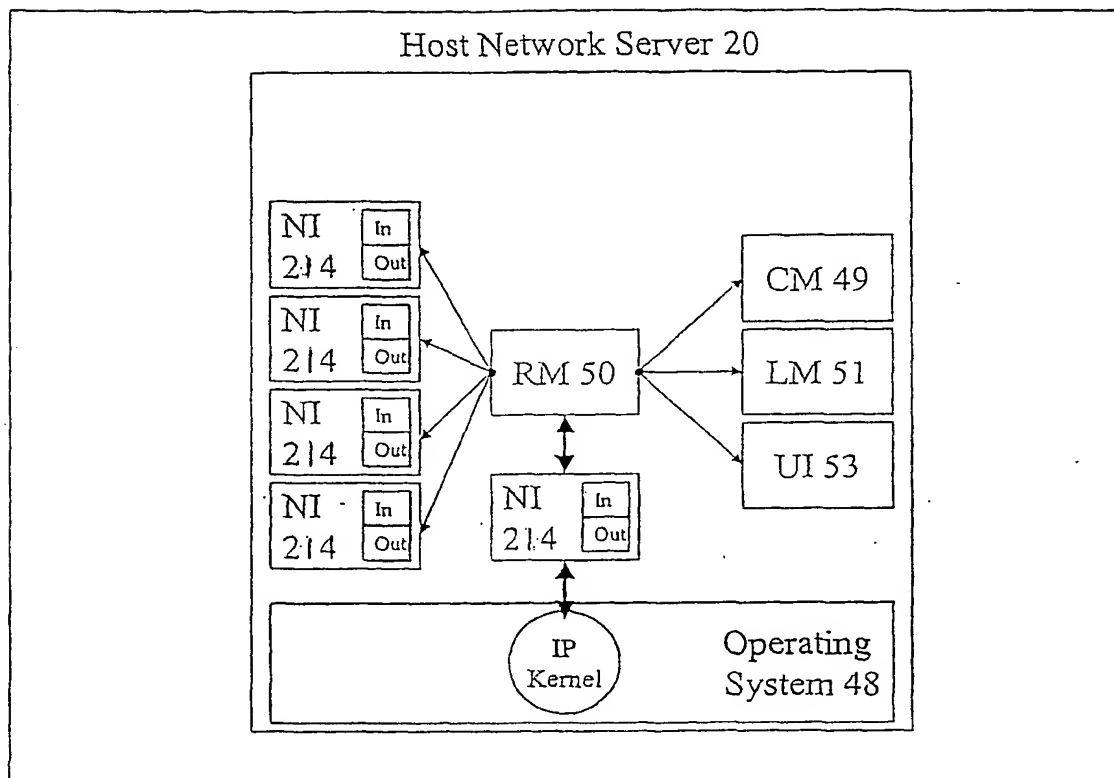 Host Network Server 20
NI
214
In
Out
NI
214
In
Out
NI
214
In
Out
NI
214
In
Out
RM 50
NI
214
In
Out
CM 49
LM 51
UI 53
IP
Kernel
Operating
System 48